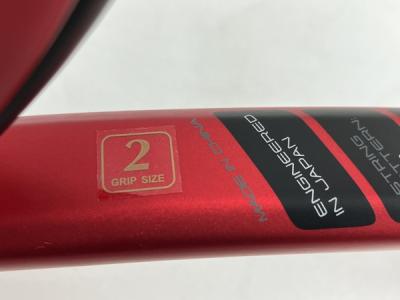 2
GRIP SIZE
MADE IN CHINA
ENGINEERED
IN JAPAN
STRING